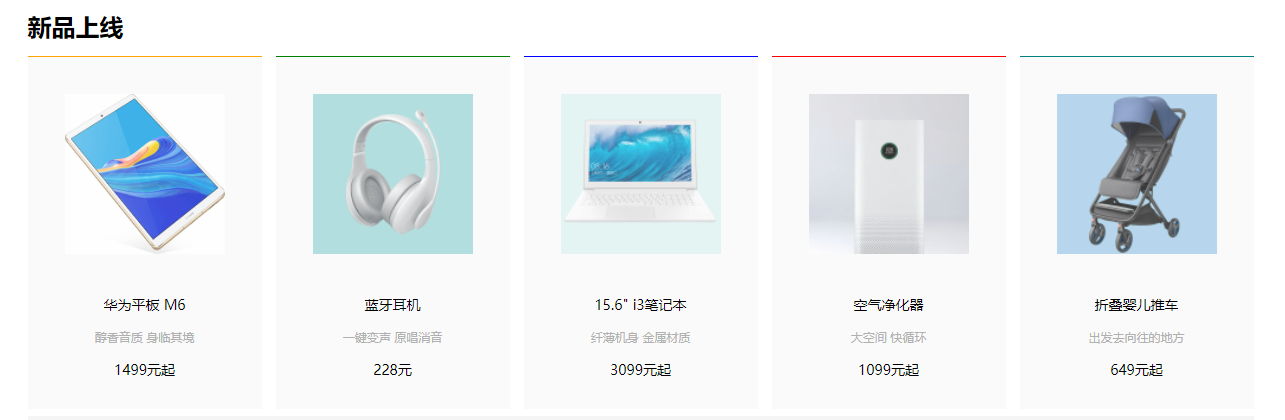 新品上线
华为平板 M6
醇香音质 身临其境
1499元起
蓝牙耳机
一键变声 原唱消音
228元
15.6" i3笔记本
纤薄机身 金属材质
3099元起
空气净化器
大空间 快循环
1099元起
折叠婴儿推车
出发去向往的地方
649元起